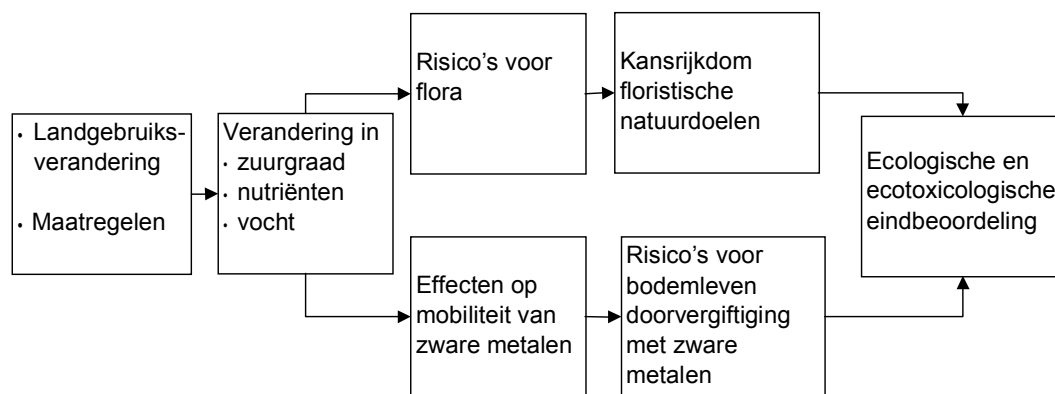 • Landgebruiks-
verandering
• Maatregelen
Verandering in
• zuurgraad
• nutriënten
• vocht
Risico’s voor
flora
Kansrijkdom
floristische
natuurdoelen
Effecten op
mobiliteit van
zware metalen
Risico’s voor
bodemleven
doorvergiftiging
met zware
metalen
Ecologische en
ecotoxicologische
eindbeoordeling